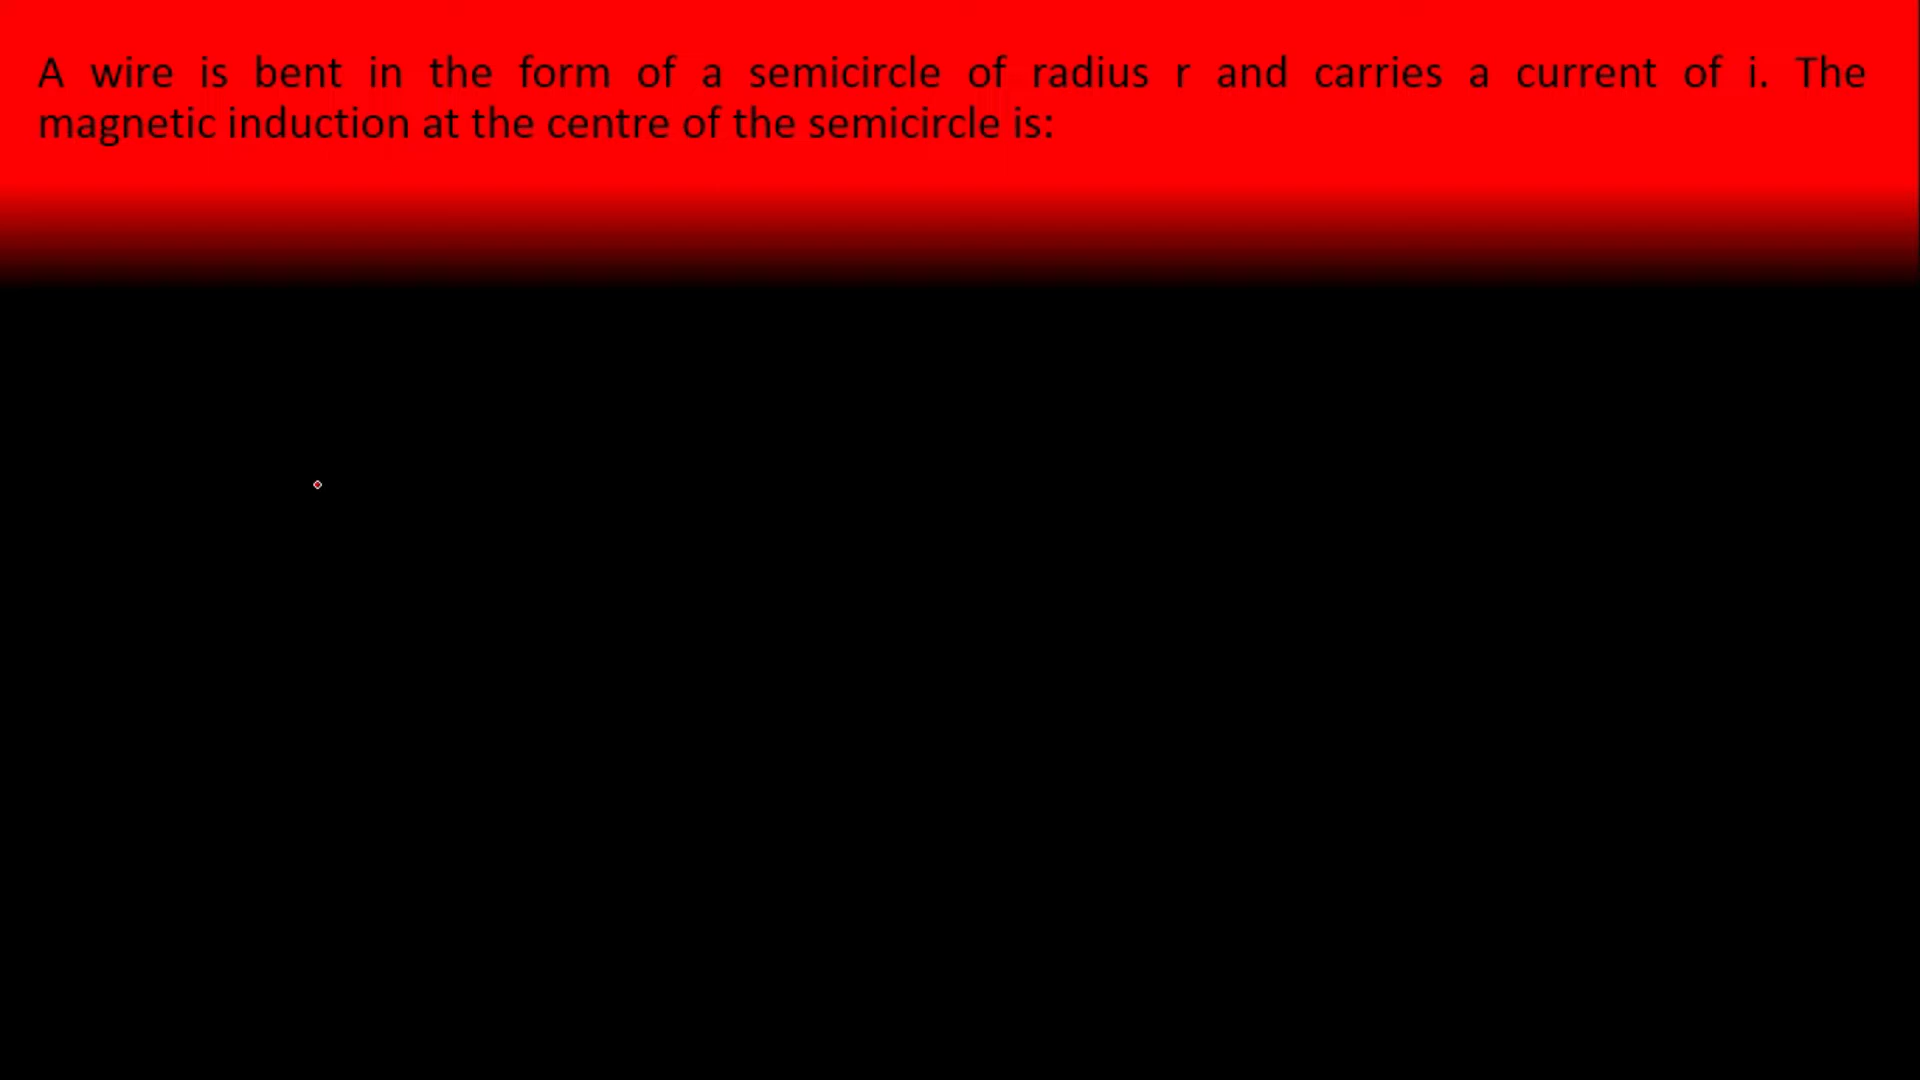 A wire is bent in the form of a semicircle of radius r and carries a current of i. The
magnetic induction at the centre of the semicircle is: